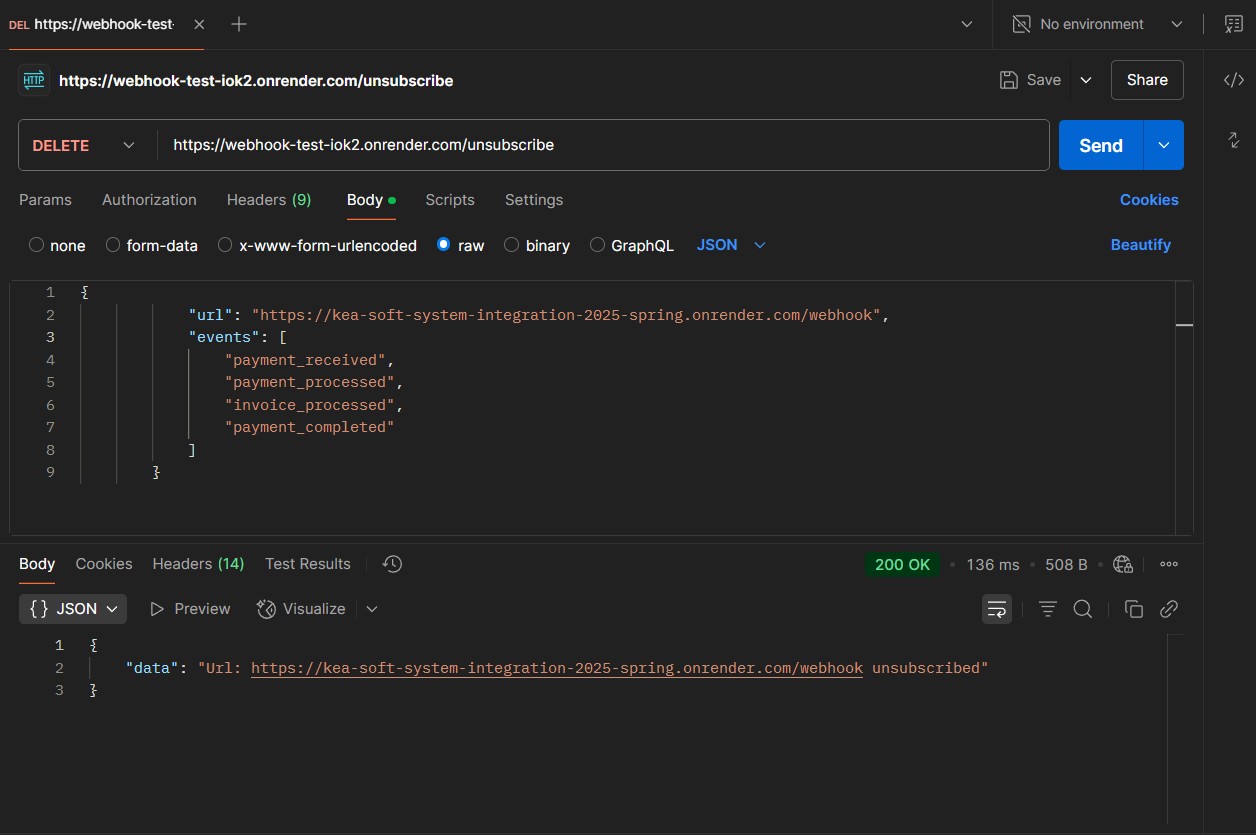 DEL https://webhook-test-
No environment
HTTP https://webhook-test-iok2.onrender.com/unsubscribe
Save
Share
DELETE https://webhook-test-iok2.onrender.com/unsubscribe
Send
Params Authorization Headers (9) Body Scripts Settings Cookies
none form-data x-www-form-urlencoded raw binary GraphQL JSON Beautify
1 {
2 "url": "https://kea-soft-system-integration-2025-spring.onrender.com/webhook",
3 "events": [
4 "payment_received",
5 "payment_processed",
6 "invoice_processed",
7 "payment_completed"
8 ]
9 }
Body Cookies Headers (14) Test Results 200 OK 136 ms 508 B
{} JSON Preview Visualize
1 {
2 "data": "Url: https://kea-soft-system-integration-2025-spring.onrender.com/webhook unsubscribed"
3 }